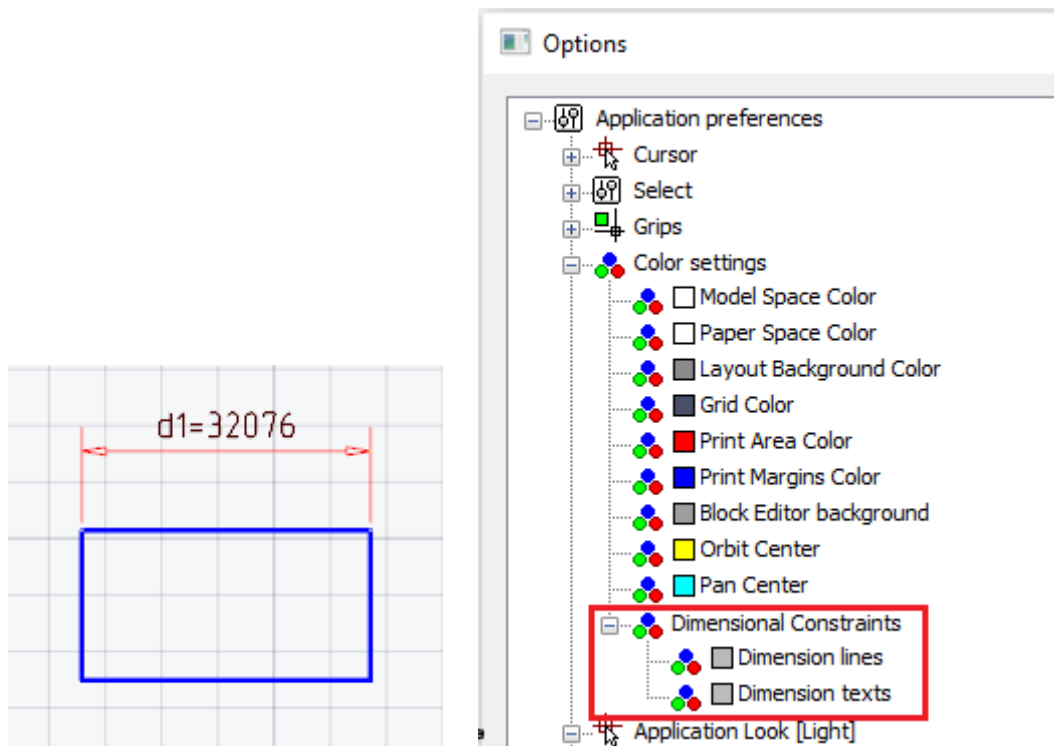 Options
Application preferences
Cursor
Select
Grips
Color settings
Model Space Color
Paper Space Color
Layout Background Color
Grid Color
Print Area Color
Print Margins Color
Block Editor background
Orbit Center
Pan Center
Dimensional Constraints
Dimension lines
Dimension texts
Application Look [Light]
d1=32076